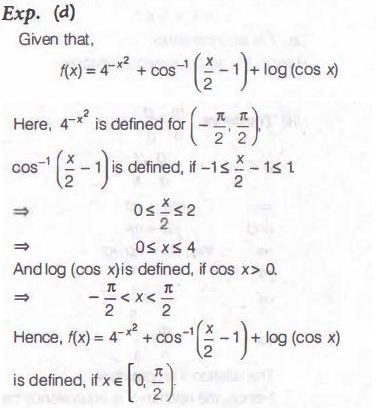 Exp. (d)
Given that,
f(x) = 4^{-x^2} + cos^{-1} (x/2 - 1) + log (cos x)
Here, 4^{-x^2} is defined for (-π/2, π/2),
cos^{-1} (x/2 - 1) is defined, if -1 ≤ x/2 - 1 ≤ 1
⇒ 0 ≤ x/2 ≤ 2
⇒ 0 ≤ x ≤ 4
And log (cos x) is defined, if cos x > 0.
⇒ -π/2 < x < π/2
Hence, f(x) = 4^{-x^2} + cos^{-1} (x/2 - 1) + log (cos x)
is defined, if x ∈ [0, π/2).